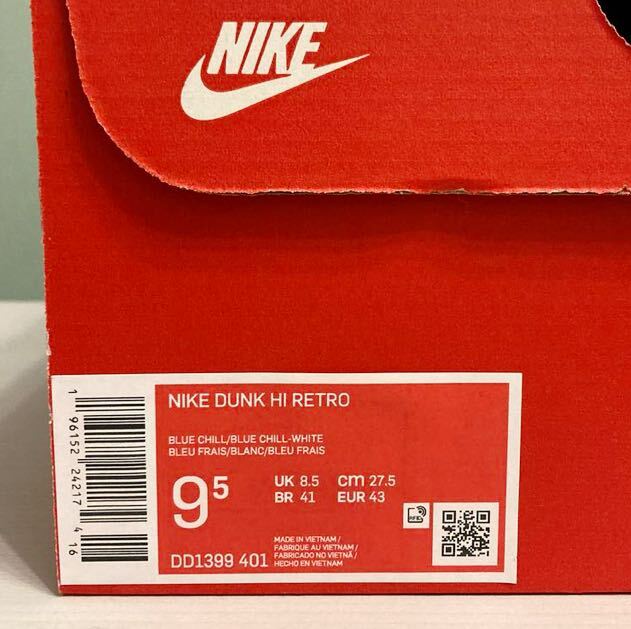 NIKE
NIKE DUNK HI RETRO
BLUE CHILL/BLUE CHILL-WHITE
BLEU FRAIS/BLANC/BLEU FRAIS
9⁵
UK 8.5 cm 27.5
BR 41 EUR 43
RFID
DD1399 401
MADE IN VIETNAM /
FABRIQUE AU VIETNAM /
FABRICADO NO VIETNÃ /
HECHO EN VIETNAM
1 96152 24217 4 16